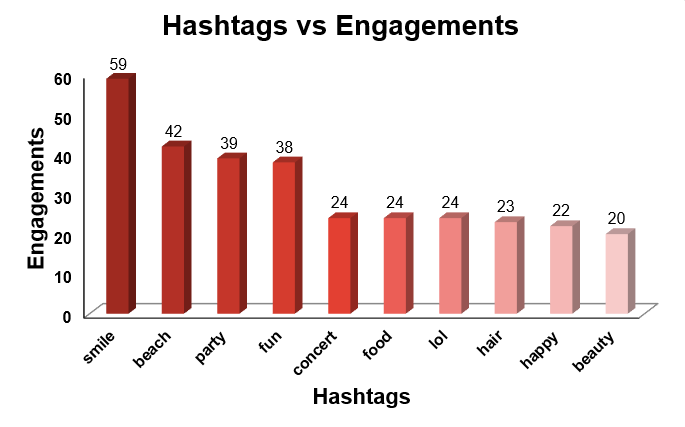 Hashtags vs Engagements
Engagements
60
50
40
30
20
10
0
59
42
39
38
24
24
24
23
22
20
smile
beach
party
fun
concert
food
lol
hair
happy
beauty
Hashtags